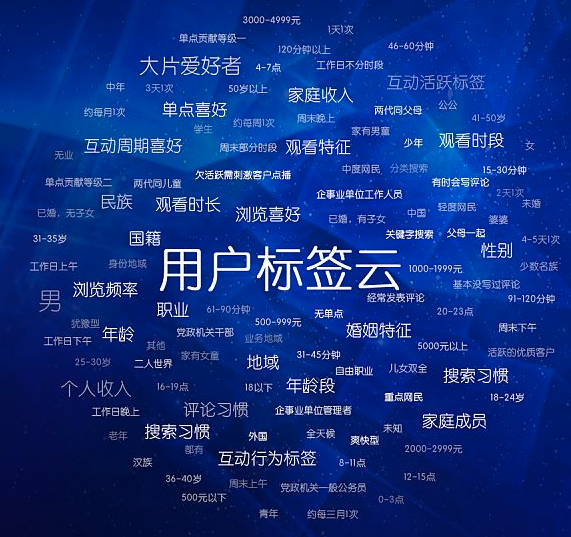 3000-4999元
1天1次
单点贡献等级一
46-60分钟
120分钟以上
大片爱好者
4-7点
工作日不分时段
互动活跃标签
中年
3天1次
50岁以上
家庭收入
公公
单点喜好
两代同父母
约每月1次
41-50岁
学生
约每周1次
周末晚上
家有男童
互动周期喜好
周末部分时段
观看特征
少年
观看时段
女
无业
欠活跃需刺激客户点播
中度网民
分类搜索
15-30分钟
单点贡献等级二
两代同儿童
有时会写评论
民族
观看时长
企事业单位工作人员
2天1次
已婚，无子女
浏览喜好
已婚，有子女
中国
轻度网民
未婚
婆婆
31-35岁
国籍
关键字搜索
父母一起
4-5天1次
性别
用户标签云
工作日上午
身份地域
1000-1999元
少数民族
浏览频率
基本没写过评论
男
经常发表评论
91-120分钟
职业
61-90分钟
无单点
20-23点
犹豫型
500-999元
周末下午
年龄
党政机关干部
婚姻特征
工作日下午
其他
业务地域
5000元以上
活跃的优质客户
25-30岁
二人世界
家有女童
地域
31-45分钟
自由职业
儿女双全
搜索习惯
个人收入
16-19点
18以下
年龄段
重点网民
18-24岁
工作日晚上
评论习惯
企事业单位管理者
家庭成员
老年
搜索习惯
外国
全天候
未知
爽快型
都有
2000-2999元
汉族
互动行为标签
8-11点
36-40岁
周末上午
党政机关一般公务员
12-15点
500元以下
0-3点
青年
约每三月1次